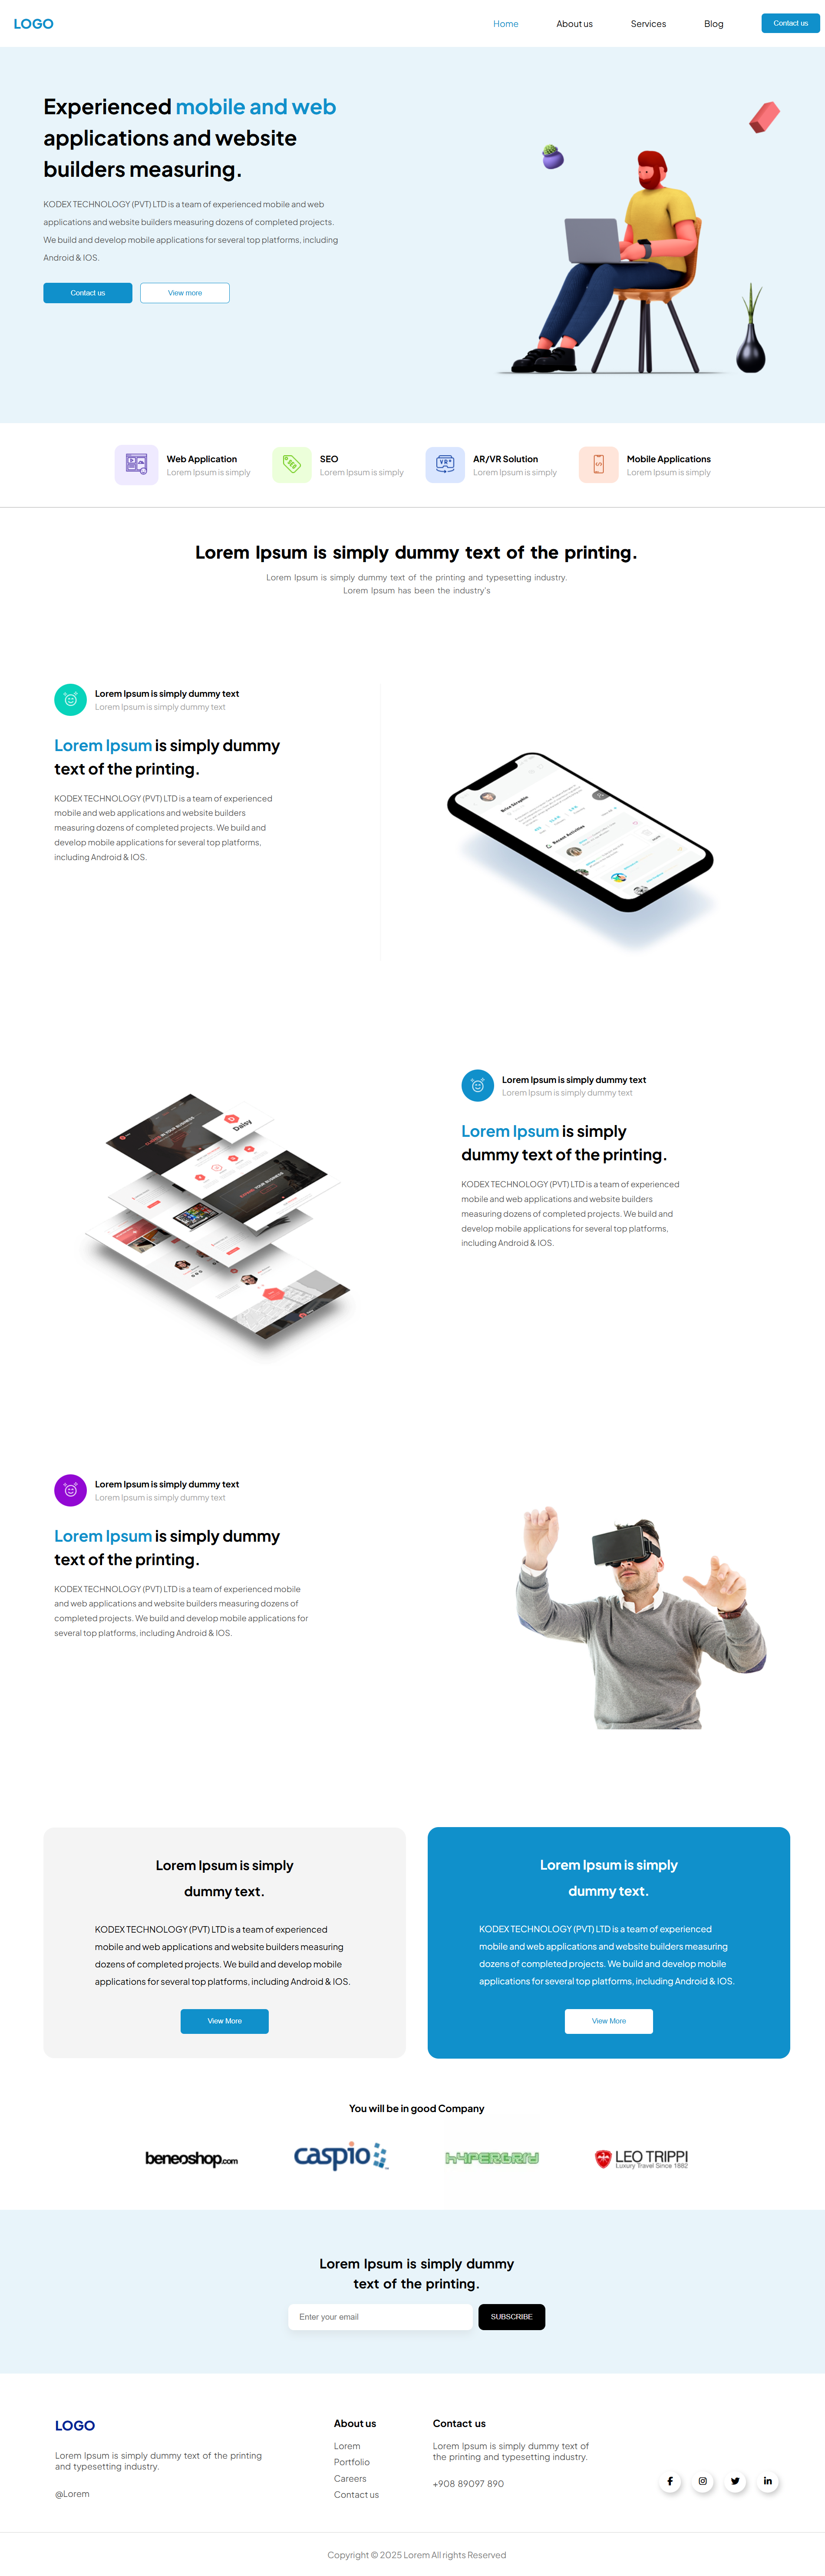 LOGO
Home
About us
Services
Blog
Contact us
Experienced mobile and web
applications and website
builders measuring.
KODEX TECHNOLOGY (PVT) LTD is a team of experienced mobile and web
applications and website builders measuring dozens of completed projects.
We build and develop mobile applications for several top platforms, including
Android & IOS.
Contact us
View more
Web Application
Lorem Ipsum is simply
SEO
Lorem Ipsum is simply
AR/VR Solution
Lorem Ipsum is simply
Mobile Applications
Lorem Ipsum is simply
Lorem Ipsum is simply dummy text of the printing.
Lorem Ipsum is simply dummy text of the printing and typesetting industry.
Lorem Ipsum has been the industry's
Lorem Ipsum is simply dummy text
Lorem Ipsum is simply dummy text
Lorem Ipsum is simply dummy
text of the printing.
KODEX TECHNOLOGY (PVT) LTD is a team of experienced
mobile and web applications and website builders
measuring dozens of completed projects. We build and
develop mobile applications for several top platforms,
including Android & IOS.
Recent Activities
Daisy
Lorem Ipsum is simply dummy text
Lorem Ipsum is simply dummy text
Lorem Ipsum is simply
dummy text of the printing.
KODEX TECHNOLOGY (PVT) LTD is a team of experienced
mobile and web applications and website builders
measuring dozens of completed projects. We build and
develop mobile applications for several top platforms,
including Android & IOS.
Lorem Ipsum is simply dummy text
Lorem Ipsum is simply dummy text
Lorem Ipsum is simply dummy
text of the printing.
KODEX TECHNOLOGY (PVT) LTD is a team of experienced mobile
and web applications and website builders measuring dozens of
completed projects. We build and develop mobile applications for
several top platforms, including Android & IOS.
Lorem Ipsum is simply
dummy text.
KODEX TECHNOLOGY (PVT) LTD is a team of experienced
mobile and web applications and website builders measuring
dozens of completed projects. We build and develop mobile
applications for several top platforms, including Android & IOS.
View More
Lorem Ipsum is simply
dummy text.
KODEX TECHNOLOGY (PVT) LTD is a team of experienced
mobile and web applications and website builders measuring
dozens of completed projects. We build and develop mobile
applications for several top platforms, including Android & IOS.
View More
You will be in good Company
beneoshop.com
caspio
HYPERGRID
LEO TRIPPI
Luxury Travel Since 1882
Lorem Ipsum is simply dummy
text of the printing.
Enter your email
SUBSCRIBE
LOGO
Lorem Ipsum is simply dummy text of the printing
and typesetting industry.
@Lorem
About us
Lorem
Portfolio
Careers
Contact us
Contact us
Lorem Ipsum is simply dummy text of
the printing and typesetting industry.
+908 89097 890
Copyright © 2025 Lorem All rights Reserved